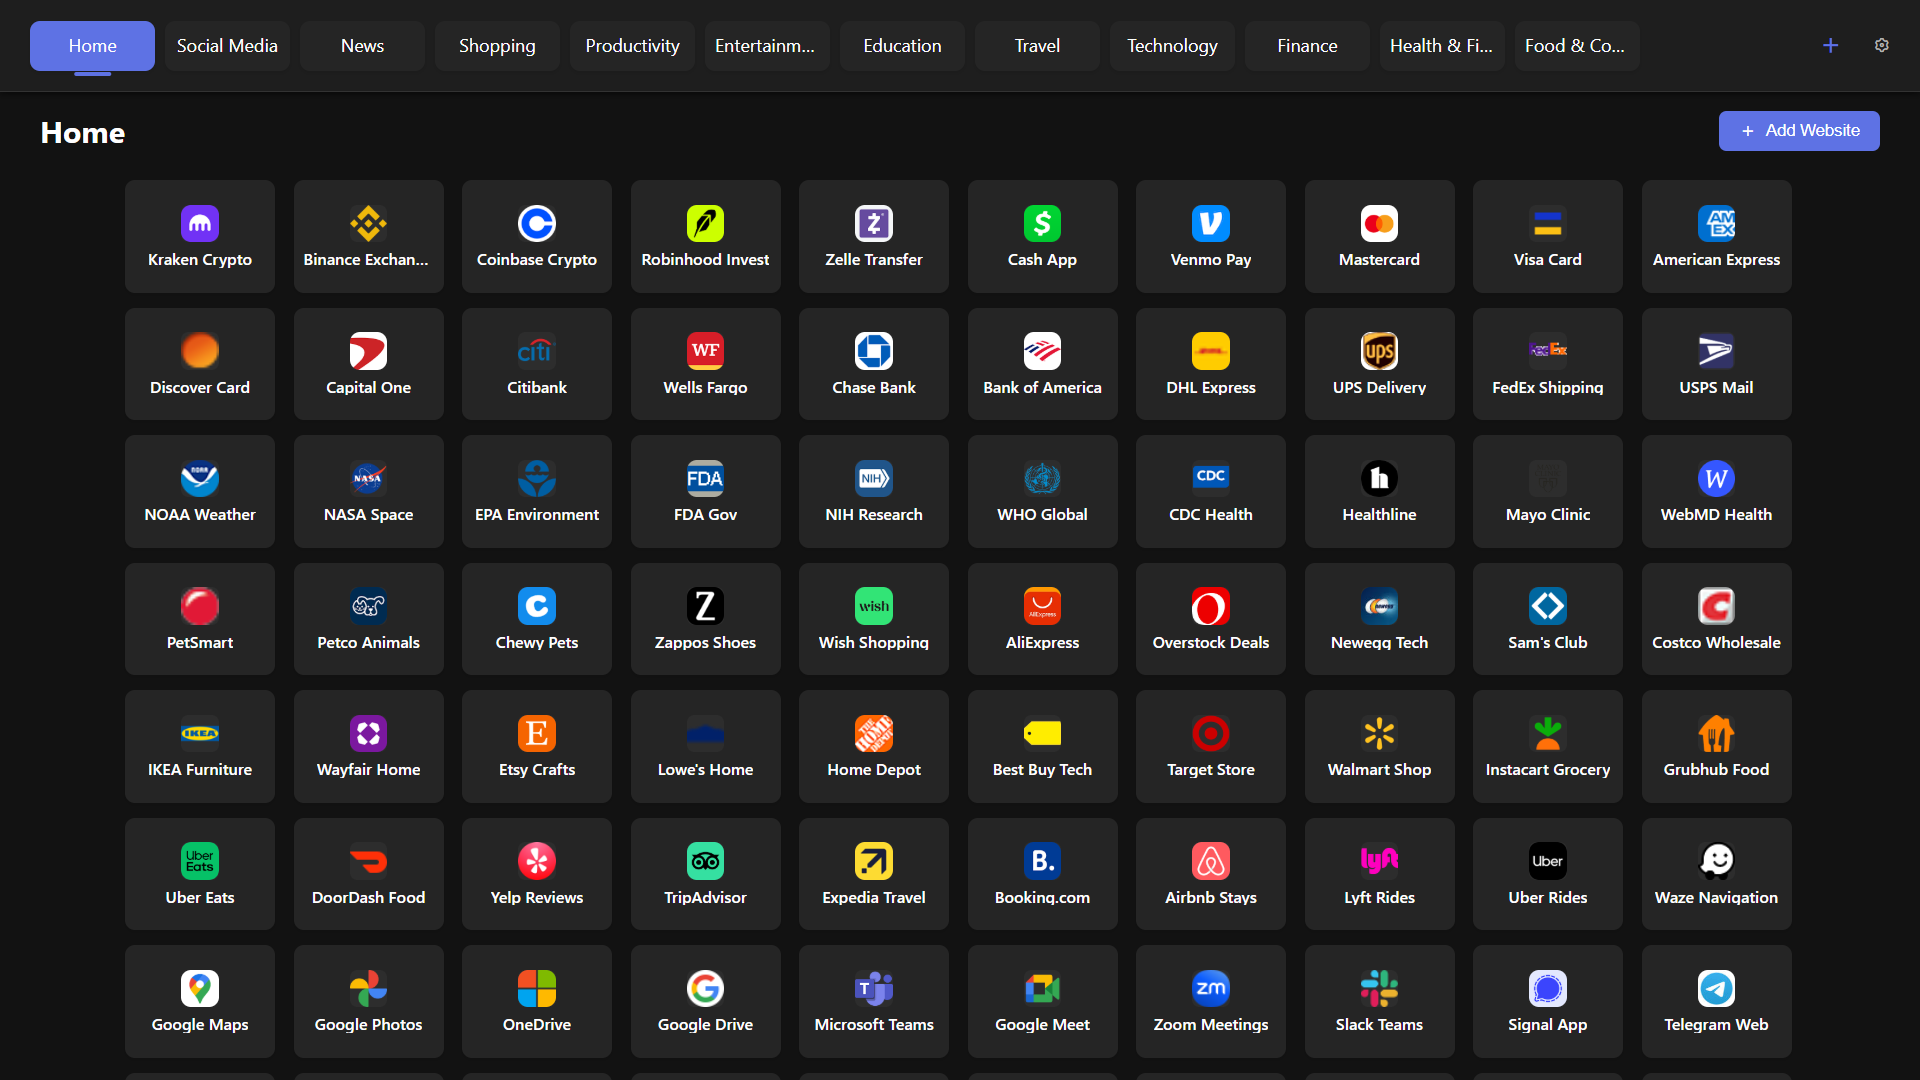 Home Social Media News Shopping Productivity Entertainm... Education Travel Technology Finance Health & Fi... Food & Co... +
Home
+ Add Website
Kraken Crypto Binance Exchan... Coinbase Crypto Robinhood Invest Zelle Transfer Cash App Venmo Pay Mastercard Visa Card American Express
Discover Card Capital One Citibank Wells Fargo Chase Bank Bank of America DHL Express UPS Delivery FedEx Shipping USPS Mail
NOAA Weather NASA Space EPA Environment FDA Gov NIH Research WHO Global CDC Health Healthline Mayo Clinic WebMD Health
PetSmart Petco Animals Chewy Pets Zappos Shoes Wish Shopping AliExpress Overstock Deals Newegg Tech Sam's Club Costco Wholesale
IKEA Furniture Wayfair Home Etsy Crafts Lowe's Home Home Depot Best Buy Tech Target Store Walmart Shop Instacart Grocery Grubhub Food
Uber Eats DoorDash Food Yelp Reviews TripAdvisor Expedia Travel Booking.com Airbnb Stays Lyft Rides Uber Rides Waze Navigation
Google Maps Google Photos OneDrive Google Drive Microsoft Teams Google Meet Zoom Meetings Slack Teams Signal App Telegram Web